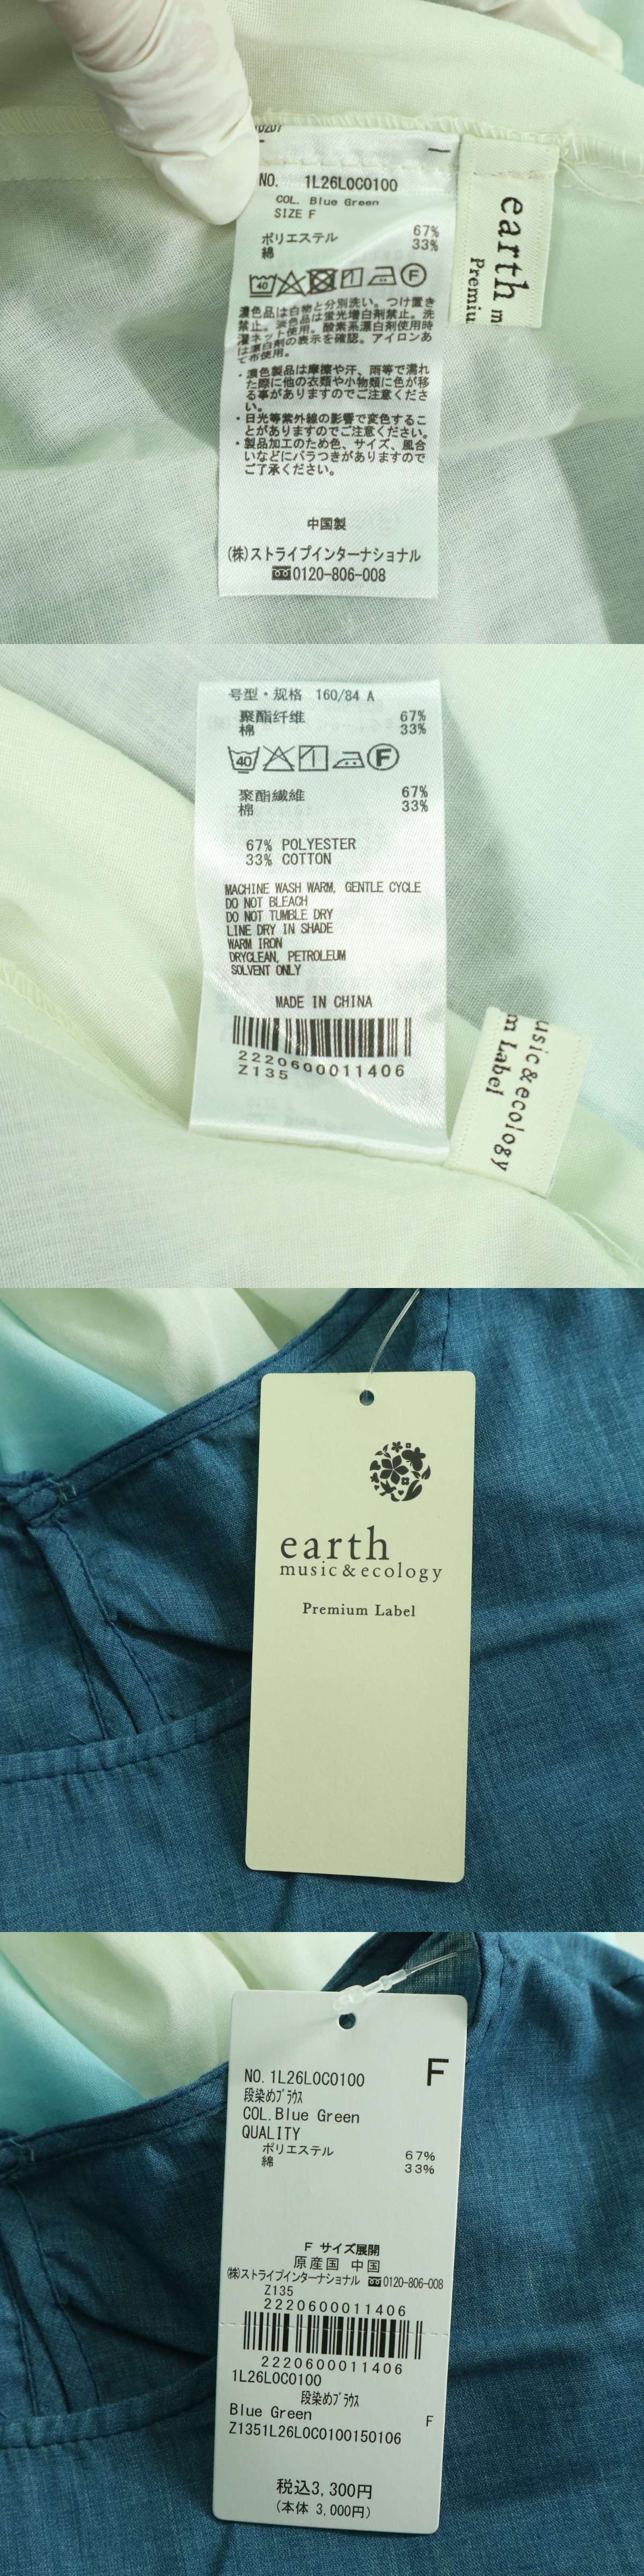 NO. 1L26L0C0100
COL. Blue Green
SIZE F
ポリエステル 67%
綿 33%
40
F
濃色品は白物と分別洗い。つけ置き
禁止。淡色品は蛍光増白剤禁止。洗
濯ネット使用。酸素系漂白剤使用時
は漂白剤の表示を確認。アイロンあ
て布使用。
・濃色製品は摩擦や汗、雨等で濡れ
た際に他の衣類や小物類に色が移
る事がありますのでご注意くださ
い。
・日光等紫外線の影響で変色するこ
とがありますのでご注意ください。
・製品加工のため色、サイズ、風合
いなどにバラつきがありますので
ご了承ください。
中国製
(株)ストライプインターナショナル
0120-806-008
earth m
Premiu
号型・规格 160/84 A
聚酯纤维 67%
棉 33%
40
F
聚酯纖維 67%
棉 33%
67% POLYESTER
33% COTTON
MACHINE WASH WARM, GENTLE CYCLE
DO NOT BLEACH
DO NOT TUMBLE DRY
LINE DRY IN SHADE
WARM IRON
DRYCLEAN, PETROLEUM
SOLVENT ONLY
MADE IN CHINA
2220600011406
Z135
usic&ecology
m Label
earth
music&ecology
Premium Label
F
NO. 1L26L0C0100
段染めブラウス
COL. Blue Green
QUALITY
ポリエステル 67%
綿 33%
F サイズ展開
原産国 中国
㈱ストライプインターナショナル 0120-806-008
Z135
2220600011406
2220600011406
1L26L0C0100
段染めブラウス
Blue Green F
Z1351L26L0C0100150106
税込3,300円
(本体 3,000円)